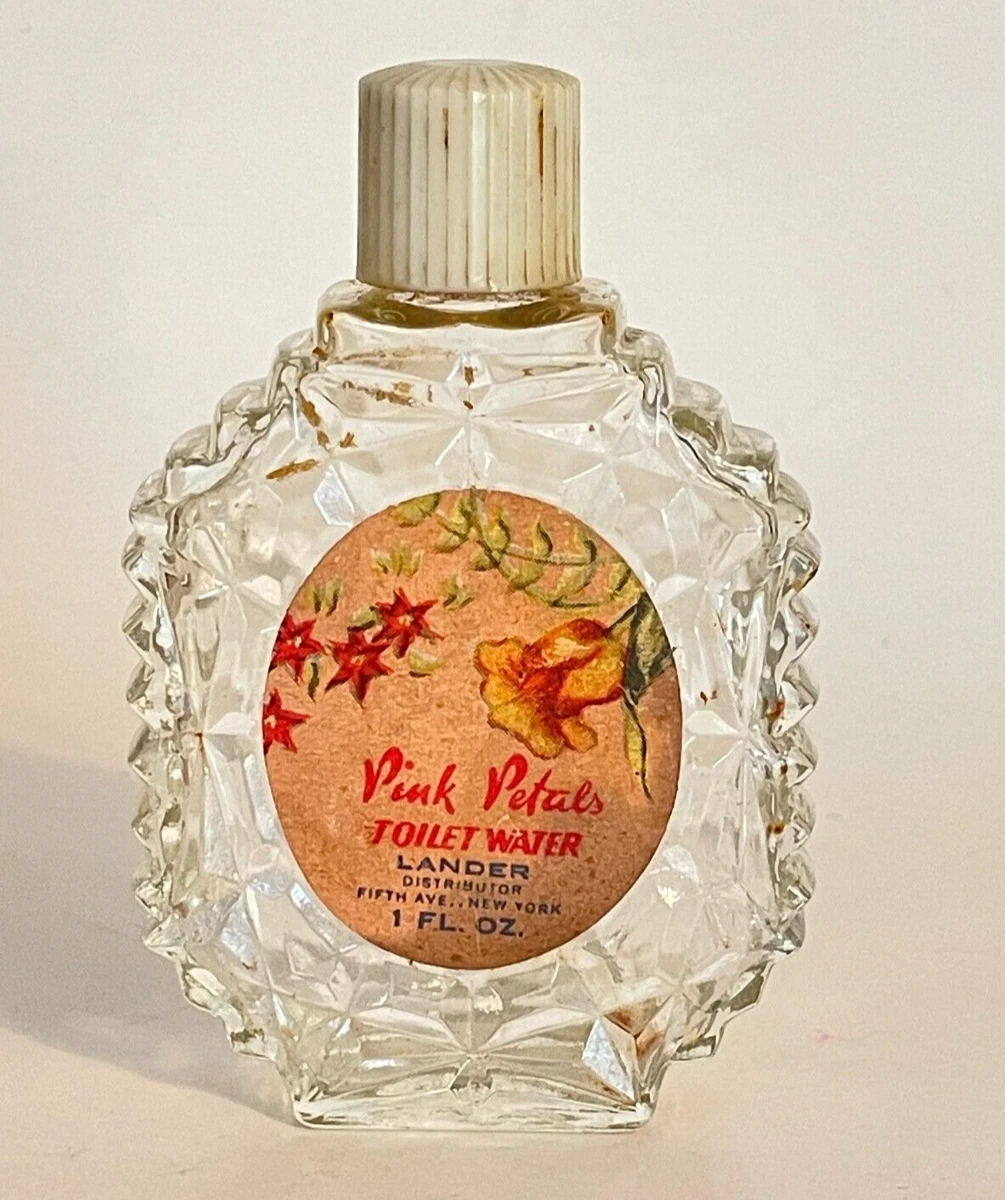 Pink Petals
TOILET WATER
LANDER
DISTRIBUTOR
FIFTH AVE., NEW YORK
1 FL. OZ.